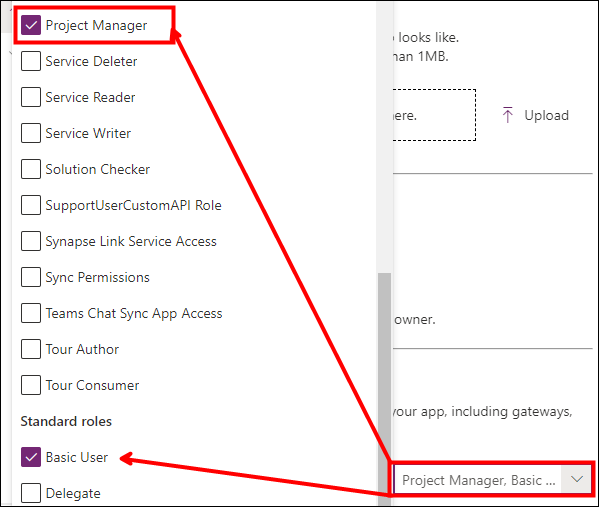 Project Manager
Service Deleter
Service Reader
Service Writer
Solution Checker
SupportUserCustomAPI Role
Synapse Link Service Access
Sync Permissions
Teams Chat Sync App Access
Tour Author
Tour Consumer
Standard roles
Basic User
Delegate
looks like.
than 1MB.
here.
Upload
owner.
your app, including gateways,
Project Manager, Basic ...